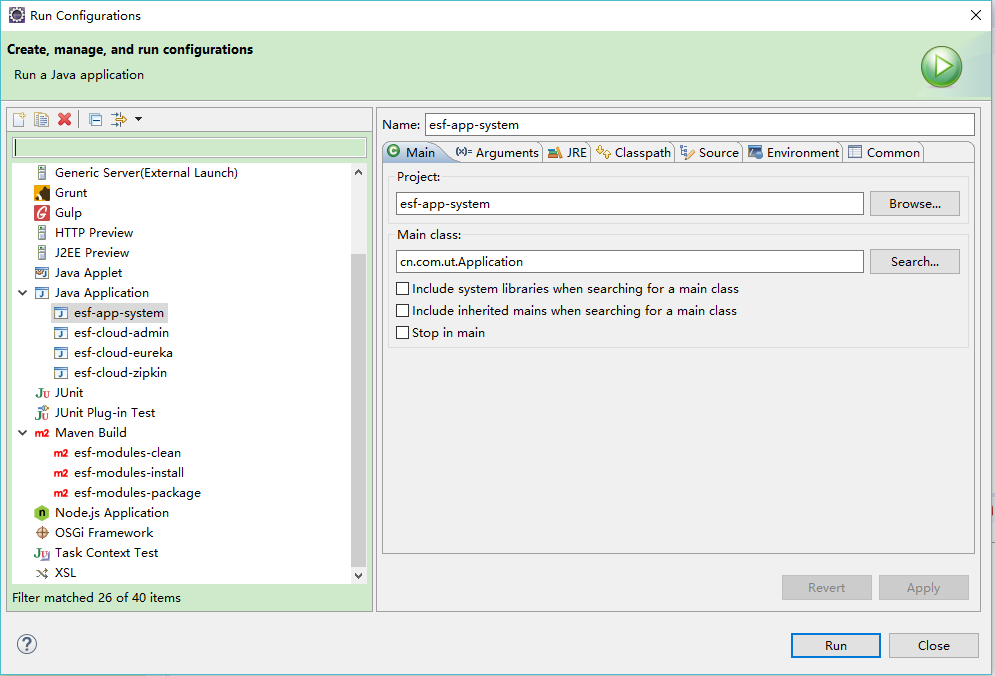 Run Configurations
Create, manage, and run configurations
Run a Java application
Generic Server(External Launch)
Grunt
Gulp
HTTP Preview
J2EE Preview
Java Applet
Java Application
esf-app-system
esf-cloud-admin
esf-cloud-eureka
esf-cloud-zipkin
JUnit
JUnit Plug-in Test
Maven Build
m2 esf-modules-clean
m2 esf-modules-install
m2 esf-modules-package
Node.js Application
OSGi Framework
Task Context Test
XSL
Filter matched 26 of 40 items
Name: esf-app-system
Main (x)= Arguments JRE Classpath Source Environment Common
Project:
esf-app-system Browse...
Main class:
cn.com.ut.Application Search...
Include system libraries when searching for a main class
Include inherited mains when searching for a main class
Stop in main
Revert Apply
Run Close